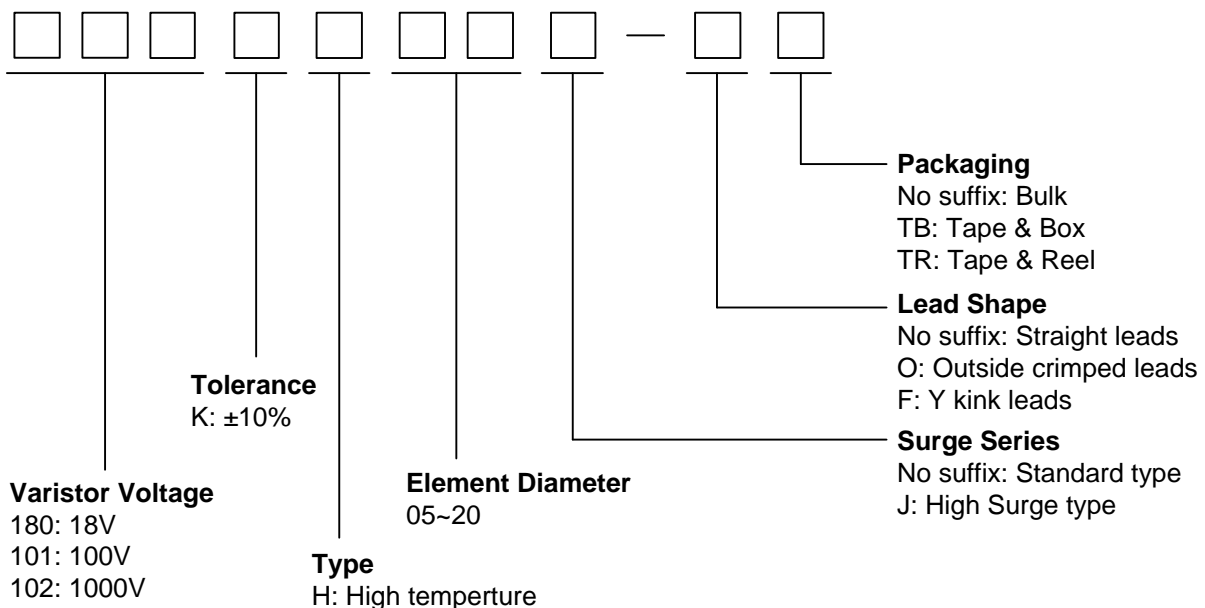 Packaging
No suffix: Bulk
TB: Tape & Box
TR: Tape & Reel
Lead Shape
No suffix: Straight leads
O: Outside crimped leads
F: Y kink leads
Surge Series
No suffix: Standard type
J: High Surge type
Tolerance
K: ±10%
Element Diameter
05~20
Varistor Voltage
180: 18V
101: 100V
102: 1000V
Type
H: High temperture